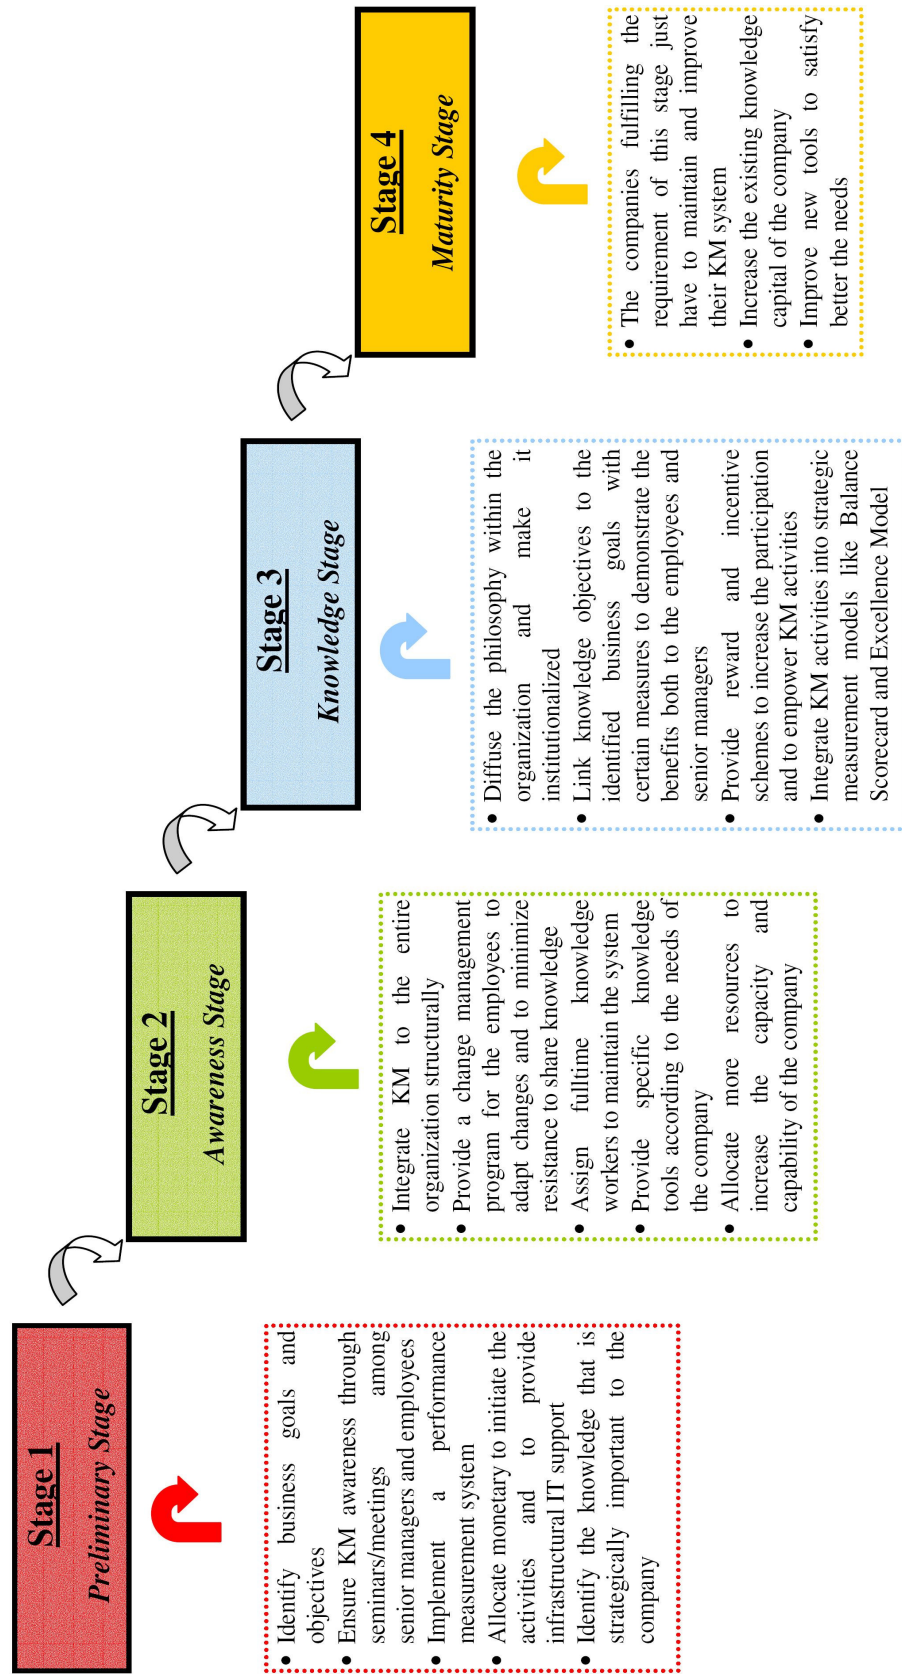 Stage 1
Preliminary Stage
• Identify business goals and
objectives
• Ensure KM awareness through
seminars/meetings among
senior managers and employees
• Implement a performance
measurement system
• Allocate monetary to initiate the
activities and to provide
infrastructural IT support
• Identify the knowledge that is
strategically important to the
company
Stage 2
Awareness Stage
• Integrate KM to the entire
organization structurally
• Provide a change management
program for the employees to
adapt changes and to minimize
resistance to share knowledge
• Assign fulltime knowledge
workers to maintain the system
• Provide specific knowledge
tools according to the needs of
the company
• Allocate more resources to
increase the capacity and
capability of the company
Stage 3
Knowledge Stage
• Diffuse the philosophy within the
organization and make it
institutionalized
• Link knowledge objectives to the
identified business goals with
certain measures to demonstrate the
benefits both to the employees and
senior managers
• Provide reward and incentive
schemes to increase the participation
and to empower KM activities
• Integrate KM activities into strategic
measurement models like Balance
Scorecard and Excellence Model
Stage 4
Maturity Stage
• The companies fulfilling the
requirement of this stage just
have to maintain and improve
their KM system
• Increase the existing knowledge
capital of the company
• Improve new tools to satisfy
better the needs